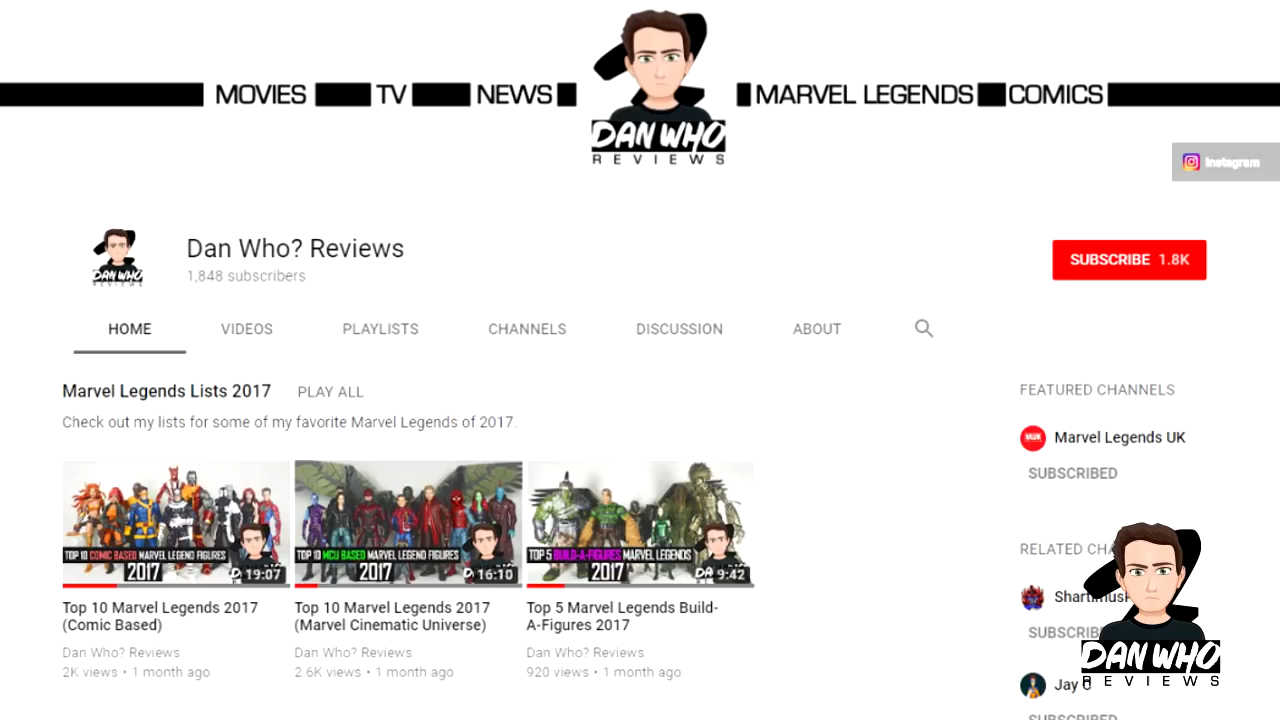 MOVIES TV NEWS MARVEL LEGENDS COMICS
DAN WHO
REVIEWS
Instagram
DAN WHO
REVIEWS
Dan Who? Reviews
1,848 subscribers
SUBSCRIBE 1.8K
HOME VIDEOS PLAYLISTS CHANNELS DISCUSSION ABOUT
Marvel Legends Lists 2017 PLAY ALL
Check out my lists for some of my favorite Marvel Legends of 2017.
TOP 10 COMIC BASED MARVEL LEGEND FIGURES
2017
19:07
TOP 10 MCU BASED MARVEL LEGEND FIGURES
2017
16:10
TOP 5 BUILD-A-FIGURES MARVEL LEGENDS
2017
9:42
Top 10 Marvel Legends 2017
(Comic Based)
Dan Who? Reviews
2K views • 1 month ago
Top 10 Marvel Legends 2017
(Marvel Cinematic Universe)
Dan Who? Reviews
2.6K views • 1 month ago
Top 5 Marvel Legends Build-
A-Figures 2017
Dan Who? Reviews
920 views • 1 month ago
FEATURED CHANNELS
Marvel Legends UK
SUBSCRIBED
RELATED CHA
SUBSCRIBE
Jay C
SUBSCRIBED
DAN WHO
REVIEWS